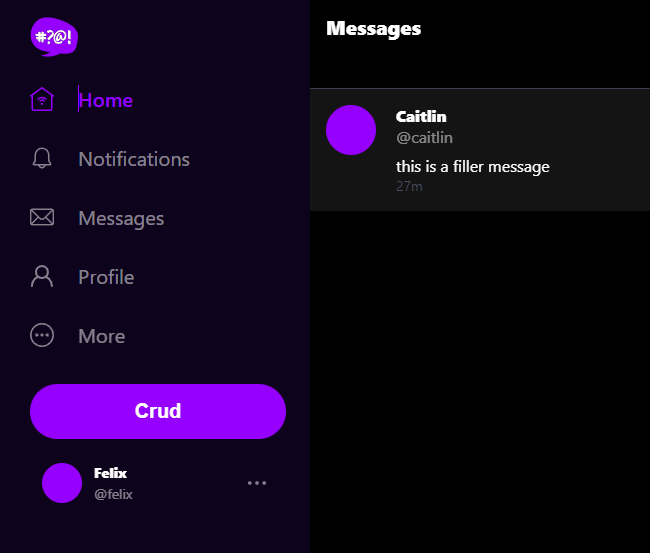 #?@!
Home
Notifications
Messages
Profile
More
Crud
Felix
@felix
Messages
Caitlin
@caitlin
this is a filler message
27m